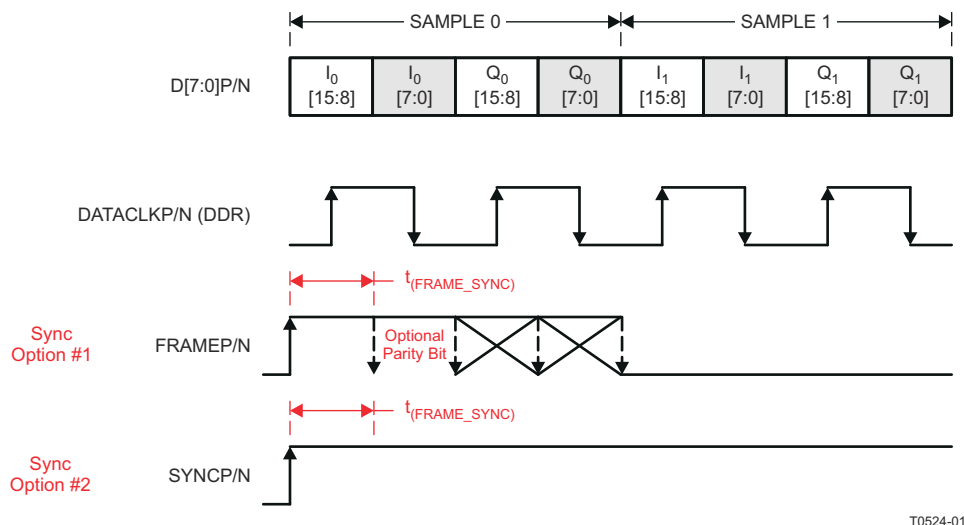 SAMPLE 0
SAMPLE 1
D[7:0]P/N
I0 [15:8]
I0 [7:0]
Q0 [15:8]
Q0 [7:0]
I1 [15:8]
I1 [7:0]
Q1 [15:8]
Q1 [7:0]
DATACLKP/N (DDR)
t(FRAME_SYNC)
Sync
Option #1
FRAMEP/N
Optional
Parity Bit
t(FRAME_SYNC)
Sync
Option #2
SYNCP/N
T0524-01